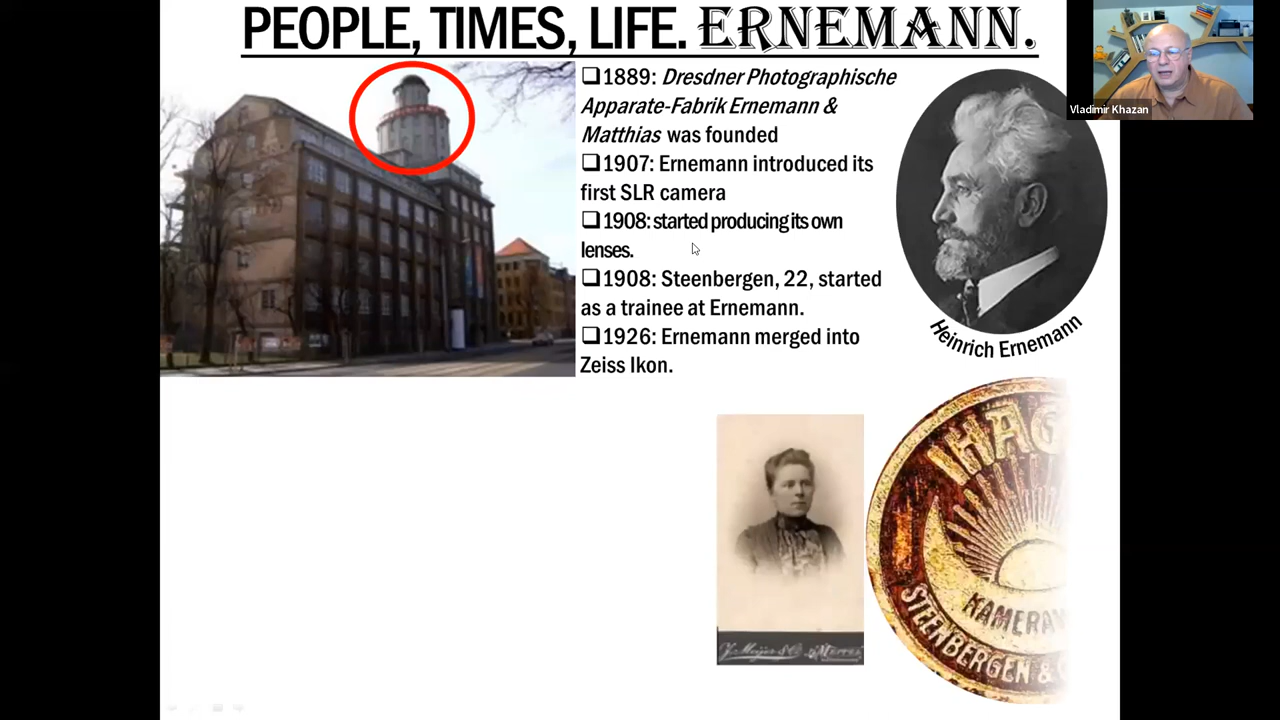 PEOPLE, TIMES, LIFE. ERNEMANN.
Vladimir Khazan
❑1889: Dresdner Photographische
Apparate-Fabrik Ernemann &
Matthias was founded
❑1907: Ernemann introduced its
first SLR camera
❑1908: started producing its own
lenses.
❑1908: Steenbergen, 22, started
as a trainee at Ernemann.
❑1926: Ernemann merged into
Zeiss Ikon.
Heinrich Ernemann
IHAG
KAMERAW
STEENBERGEN &